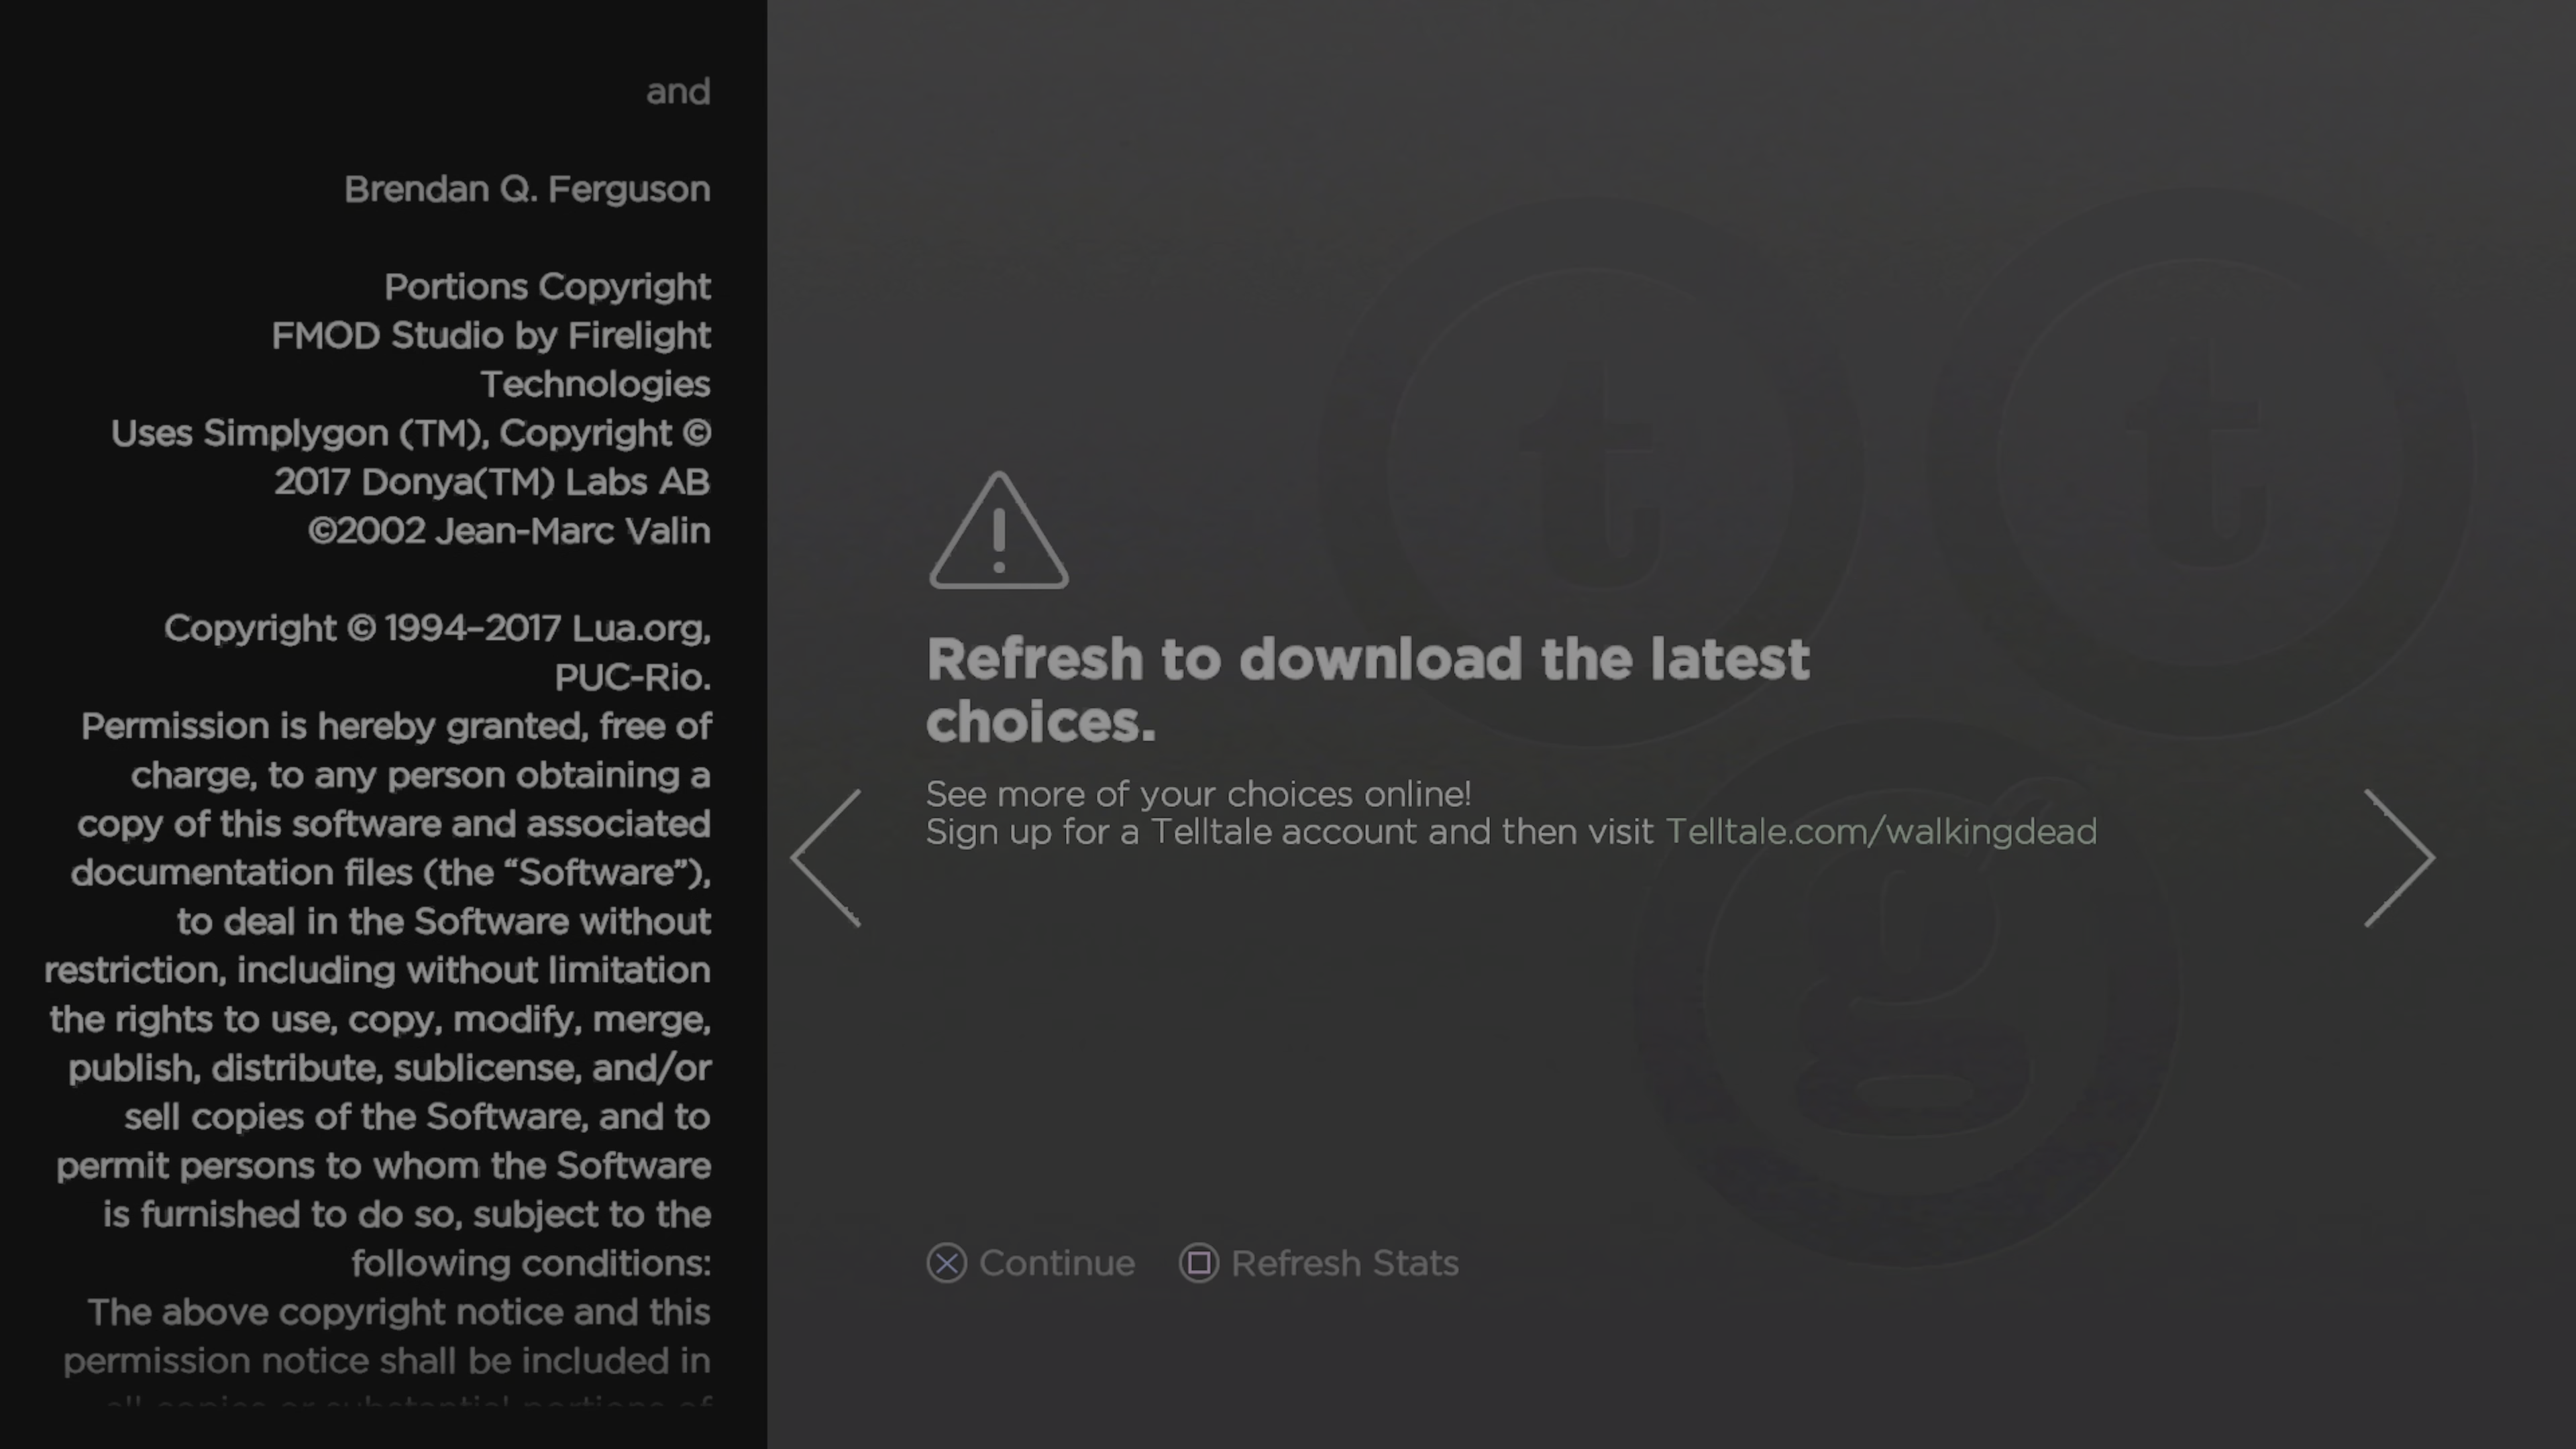 and
Brendan Q. Ferguson
Portions Copyright
FMOD Studio by Firelight
Technologies
Uses Simplygon (TM), Copyright ©
2017 Donya(TM) Labs AB
©2002 Jean-Marc Valin
Copyright © 1994–2017 Lua.org,
PUC-Rio.
Permission is hereby granted, free of
charge, to any person obtaining a
copy of this software and associated
documentation files (the “Software”),
to deal in the Software without
restriction, including without limitation
the rights to use, copy, modify, merge,
publish, distribute, sublicense, and/or
sell copies of the Software, and to
permit persons to whom the Software
is furnished to do so, subject to the
following conditions:
The above copyright notice and this
permission notice shall be included in
all copies or substantial portions of
t t
g
Refresh to download the latest
choices.
See more of your choices online!
Sign up for a Telltale account and then visit Telltale.com/walkingdead
Continue Refresh Stats